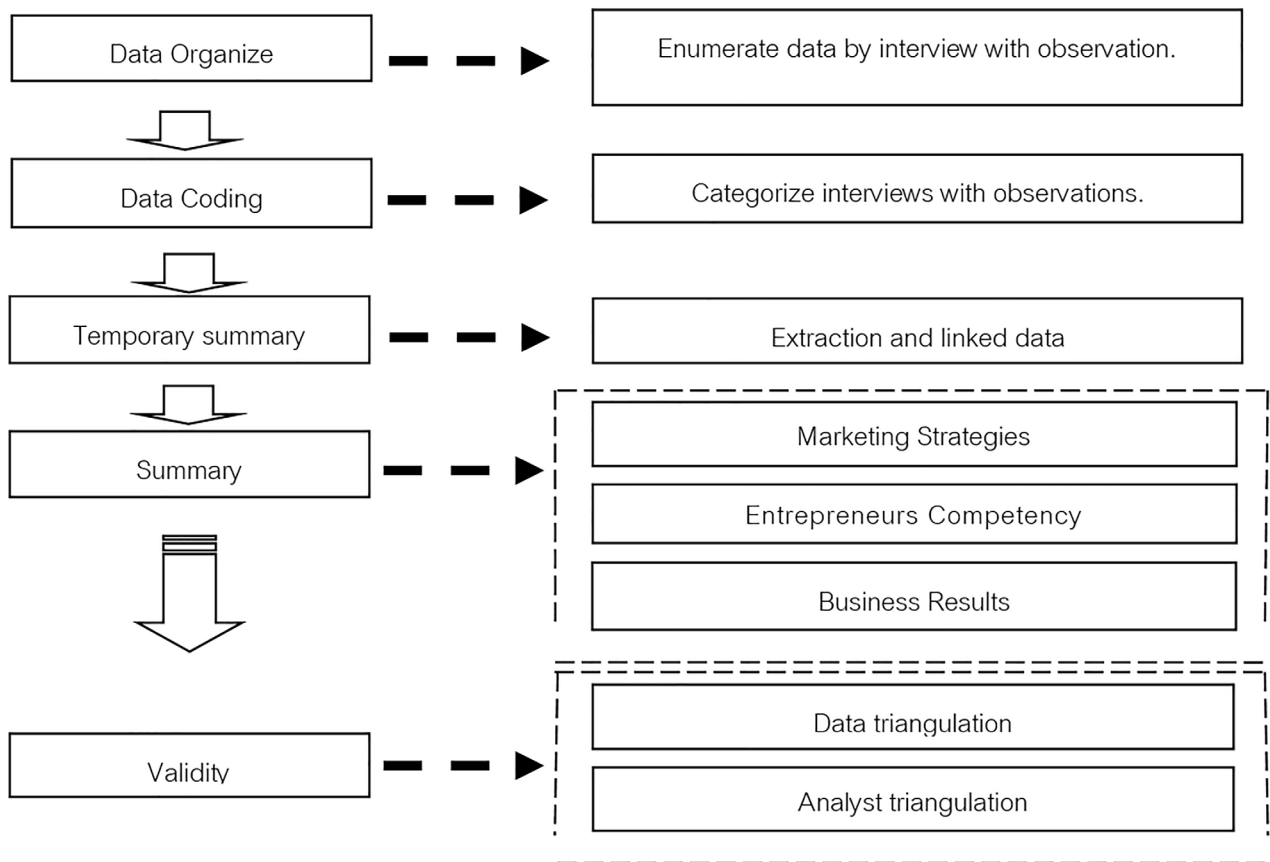 Data Organize
Enumerate data by interview with observation.
Data Coding
Categorize interviews with observations.
Temporary summary
Extraction and linked data
Summary
Marketing Strategies
Entrepreneurs Competency
Business Results
Validity
Data triangulation
Analyst triangulation